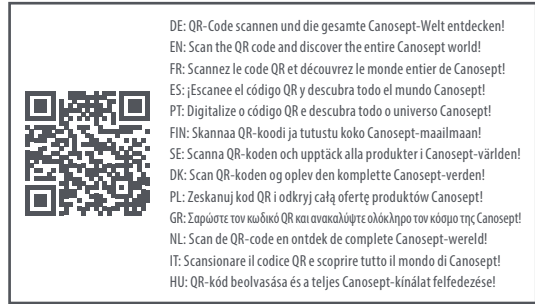 DE: QR-Code scannen und die gesamte Canosept-Welt entdecken!
EN: Scan the QR code and discover the entire Canosept world!
FR: Scannez le code QR et découvrez le monde entier de Canosept!
ES: ¡Escanee el código QR y descubra todo el mundo Canosept!
PT: Digitalize o código QR e descubra todo o universo Canosept!
FIN: Skannaa QR-koodi ja tutustu koko Canosept-maailmaan!
SE: Scanna QR-koden och upptäck alla produkter i Canosept-världen!
DK: Scan QR-koden og oplev den komplette Canosept-verden!
PL: Zeskanuj kod QR i odkryj całą ofertę produktów Canosept!
GR: Σαρώστε τον κωδικό QR και ανακαλύψτε ολόκληρο τον κόσμο της Canosept!
NL: Scan de QR-code en ontdek de complete Canosept-wereld!
IT: Scansionare il codice QR e scoprire tutto il mondo di Canosept!
HU: QR-kód beolvasása és a teljes Canosept-kínálat felfedezése!